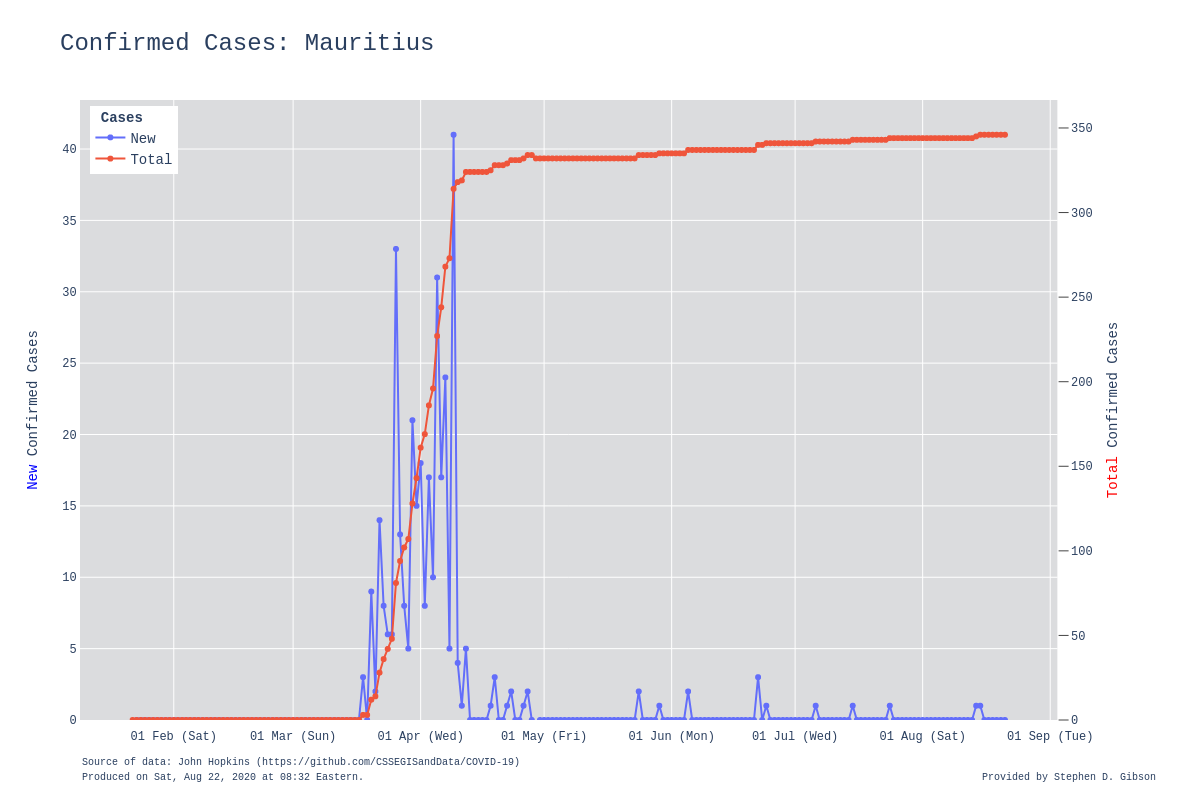 Confirmed Cases: Mauritius
Cases
New
Total
40
35
30
25
20
15
10
5
0
350
300
250
200
150
100
50
0
New Confirmed Cases
Total Confirmed Cases
01 Feb (Sat) 01 Mar (Sun) 01 Apr (Wed) 01 May (Fri) 01 Jun (Mon) 01 Jul (Wed) 01 Aug (Sat) 01 Sep (Tue)
Source of data: John Hopkins (https://github.com/CSSEGISandData/COVID-19)
Produced on Sat, Aug 22, 2020 at 08:32 Eastern.
Provided by Stephen D. Gibson